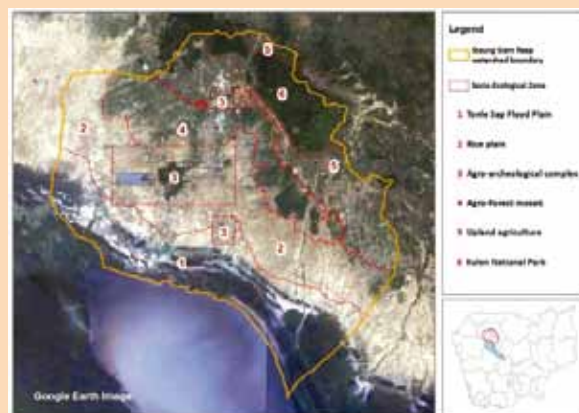 Legend
Stoung Siem Reap
watershed boundary
Socio-Ecological Zone
1 Tonle Sap Flood Plain
2 Rice plain
3 Agro-archeological complex
4 Agro-Forest mosaic
5 Upland agriculture
6 Kulen National Park
5
6
3
2
4
5
3
3
2
1
Google Earth Image